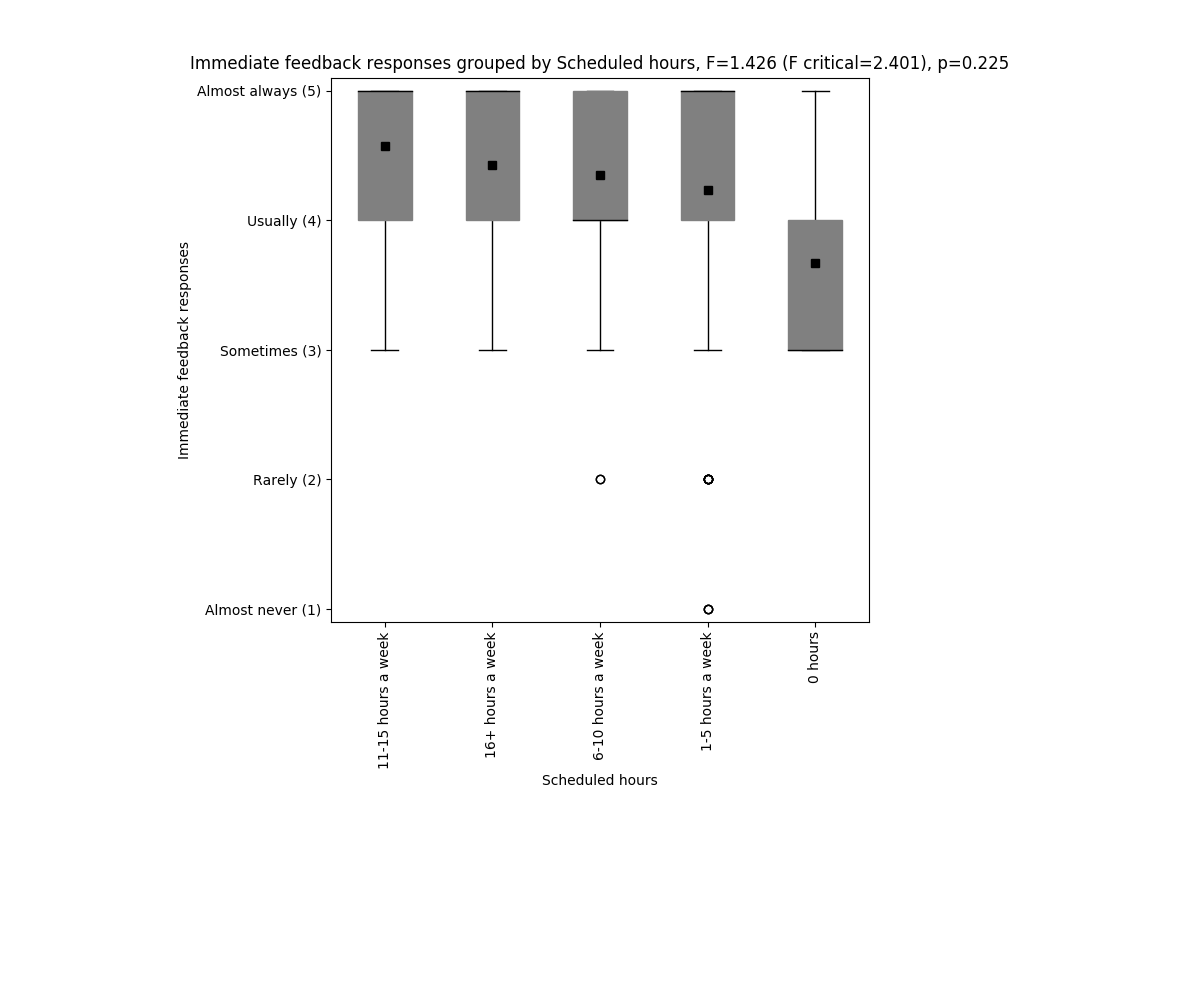 Immediate feedback responses grouped by Scheduled hours, F=1.426 (F critical=2.401), p=0.225
Almost always (5)
Usually (4)
Sometimes (3)
Rarely (2)
Almost never (1)
Immediate feedback responses
11-15 hours a week
16+ hours a week
6-10 hours a week
1-5 hours a week
0 hours
Scheduled hours